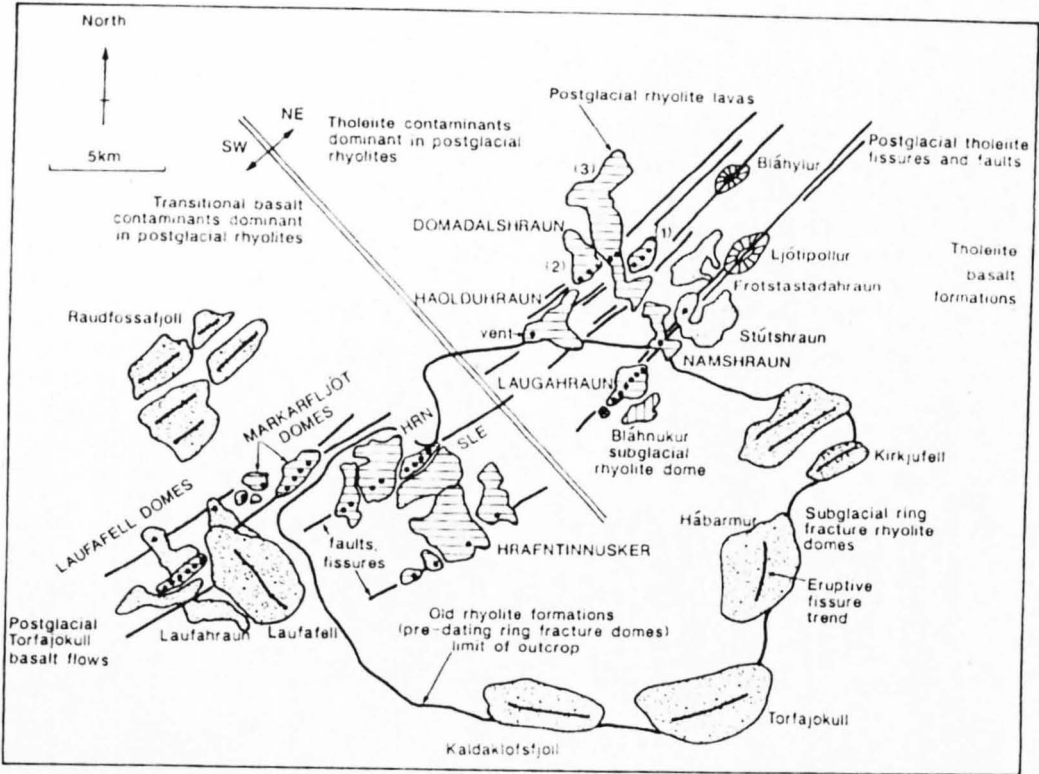 North
5km
NE
SW
Tholeiite contaminants
dominant in postglacial
rhyolites
Transitional basalt
contaminants dominant
in postglacial rhyolites
Postglacial rhyolite lavas
Postglacial tholeiite
fissures and faults
Bláhylur
(3)
DOMADALSHRAUN
(1)
(2)
Ljótipollur
Tholeiite
basalt
formations
Frotstastadahraun
HAOLDUHRAUN
Stútshraun
vent
NAMSHRAUN
Raudfossafjoll
LAUGAHRAUN
MARKARFLJÓT
DOMES
HRN
SLE
Bláhnukur
subglacial
rhyolite dome
Kirkjufell
LAUFAFELL DOMES
Hábarmur
Subglacial ring
fracture rhyolite
domes
faults,
fissures
HRAFNTINNUSKER
Eruptive
fissure
trend
Postglacial
Torfajokull
basalt flows
Laufahraun
Laufafell
Old rhyolite formations
(pre-dating ring fracture domes)
limit of outcrop
Torfajokull
Kaldaklofsfjoll